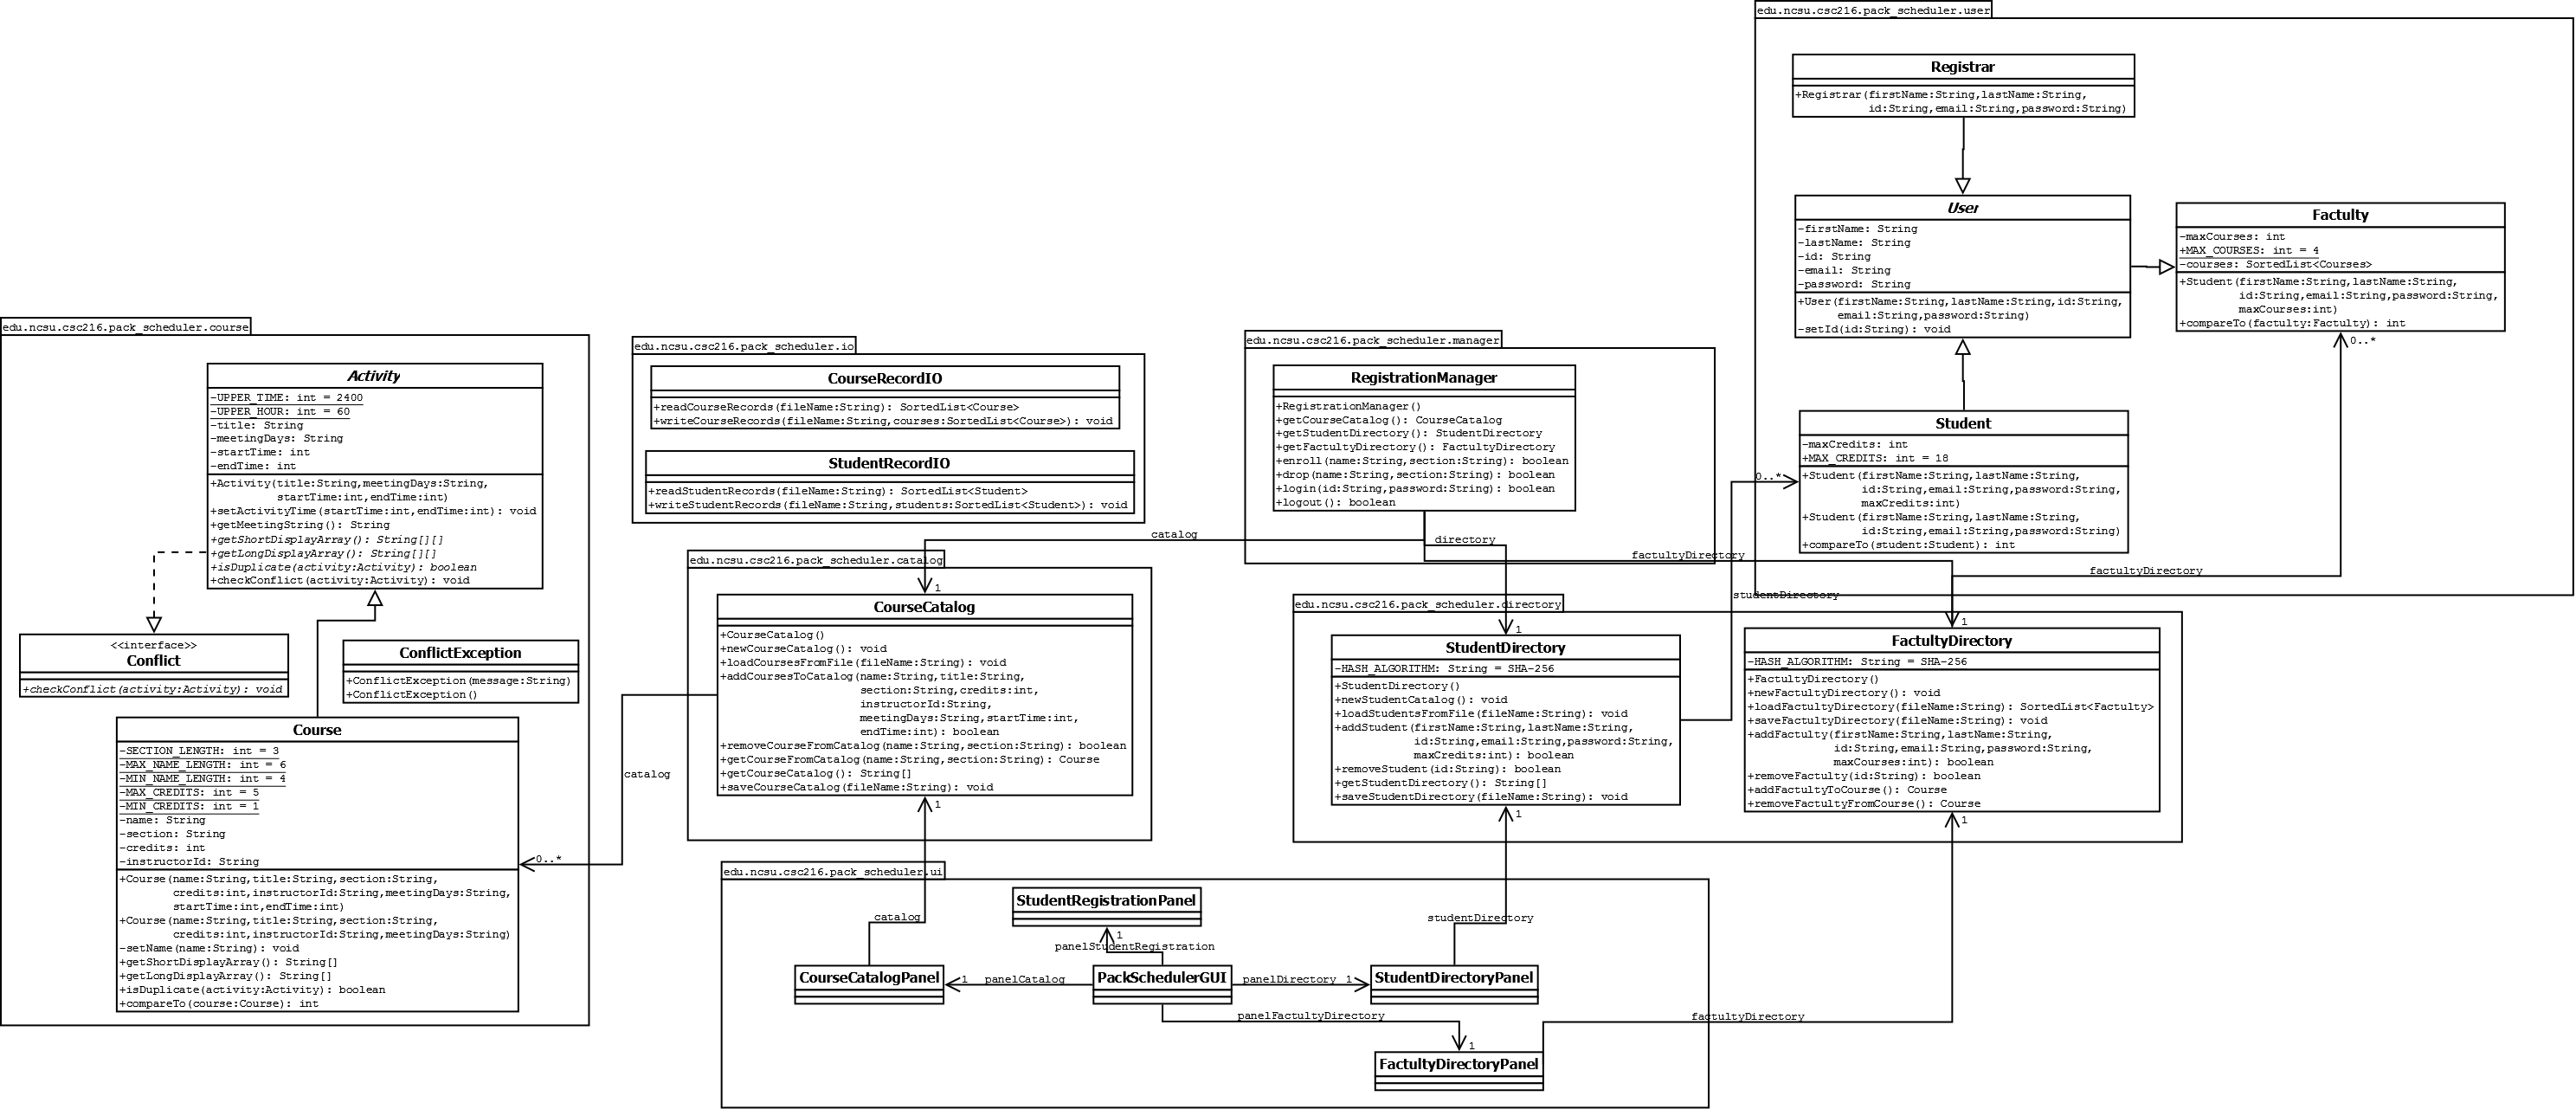 edu.ncsu.csc216.pack_scheduler.user
Registrar
+Registrar(firstName:String,lastName:String,
id:String,email:String,password:String)
User
-firstName: String
-lastName: String
-id: String
-email: String
-password: String
+User(firstName:String,lastName:String,id:String,
email:String,password:String)
-setId(id:String): void
Factulty
-maxCourses: int
+MAX_COURSES: int = 4
-courses: SortedList<Courses>
+Student(firstName:String,lastName:String,
id:String,email:String,password:String,
maxCourses:int)
+compareTo(factulty:Factulty): int
0..*
Student
-maxCredits: int
+MAX_CREDITS: int = 18
+Student(firstName:String,lastName:String,
id:String,email:String,password:String,
maxCredits:int)
+Student(firstName:String,lastName:String,
id:String,email:String,password:String)
+compareTo(student:Student): int
0..*
factultyDirectory
studentDirectory
edu.ncsu.csc216.pack_scheduler.course
Activity
-UPPER_TIME: int = 2400
-UPPER_HOUR: int = 60
-title: String
-meetingDays: String
-startTime: int
-endTime: int
+Activity(title:String,meetingDays:String,
startTime:int,endTime:int)
+setActivityTime(startTime:int,endTime:int): void
+getMeetingString(): String
+getShortDisplayArray(): String[][]
+getLongDisplayArray(): String[][]
+isDuplicate(activity:Activity): boolean
+checkConflict(activity:Activity): void
<<interface>>
Conflict
+checkConflict(activity:Activity): void
ConflictException
+ConflictException(message:String)
+ConflictException()
Course
-SECTION_LENGTH: int = 3
-MAX_NAME_LENGTH: int = 6
-MIN_NAME_LENGTH: int = 4
-MAX_CREDITS: int = 5
-MIN_CREDITS: int = 1
-name: String
-section: String
-credits: int
-instructorId: String
+Course(name:String,title:String,section:String,
credits:int,instructorId:String,meetingDays:String,
startTime:int,endTime:int)
+Course(name:String,title:String,section:String,
credits:int,instructorId:String,meetingDays:String)
-setName(name:String): void
+getShortDisplayArray(): String[]
+getLongDisplayArray(): String[]
+isDuplicate(activity:Activity): boolean
+compareTo(course:Course): int
0..*
catalog
edu.ncsu.csc216.pack_scheduler.io
CourseRecordIO
+readCourseRecords(fileName:String): SortedList<Course>
+writeCourseRecords(fileName:String,courses:SortedList<Course>): void
StudentRecordIO
+readStudentRecords(fileName:String): SortedList<Student>
+writeStudentRecords(fileName:String,students:SortedList<Student>): void
edu.ncsu.csc216.pack_scheduler.manager
RegistrationManager
+RegistrationManager()
+getCourseCatalog(): CourseCatalog
+getStudentDirectory(): StudentDirectory
+getFactultyDirectory(): FactultyDirectory
+enroll(name:String,section:String): boolean
+drop(name:String,section:String): boolean
+login(id:String,password:String): boolean
+logout(): boolean
catalog
directory
factultyDirectory
edu.ncsu.csc216.pack_scheduler.catalog
1
CourseCatalog
+CourseCatalog()
+newCourseCatalog(): void
+loadCoursesFromFile(fileName:String): void
+addCoursesToCatalog(name:String,title:String,
section:String,credits:int,
instructorId:String,
meetingDays:String,startTime:int,
endTime:int): boolean
+removeCourseFromCatalog(name:String,section:String): boolean
+getCourseFromCatalog(name:String,section:String): Course
+getCourseCatalog(): String[]
+saveCourseCatalog(fileName:String): void
1
edu.ncsu.csc216.pack_scheduler.directory
1
StudentDirectory
-HASH_ALGORITHM: String = SHA-256
+StudentDirectory()
+newStudentCatalog(): void
+loadStudentsFromFile(fileName:String): void
+addStudent(firstName:String,lastName:String,
id:String,email:String,password:String,
maxCredits:int): boolean
+removeStudent(id:String): boolean
+getStudentDirectory(): String[]
+saveStudentDirectory(fileName:String): void
1
1
FactultyDirectory
-HASH_ALGORITHM: String = SHA-256
+FactultyDirectory()
+newFactultyDirectory(): void
+loadFactultyDirectory(fileName:String): SortedList<Factulty>
+saveFactultyDirectory(fileName:String): void
+addFactulty(firstName:String,lastName:String,
id:String,email:String,password:String,
maxCourses:int): boolean
+removeFactulty(id:String): boolean
+addFactultyToCourse(): Course
+removeFactultyFromCourse(): Course
1
edu.ncsu.csc216.pack_scheduler.ui
StudentRegistrationPanel
1
panelStudentRegistration
catalog
studentDirectory
CourseCatalogPanel
1
panelCatalog
PackSchedulerGUI
panelDirectory
1
StudentDirectoryPanel
panelFactultyDirectory
1
factultyDirectory
FactultyDirectoryPanel